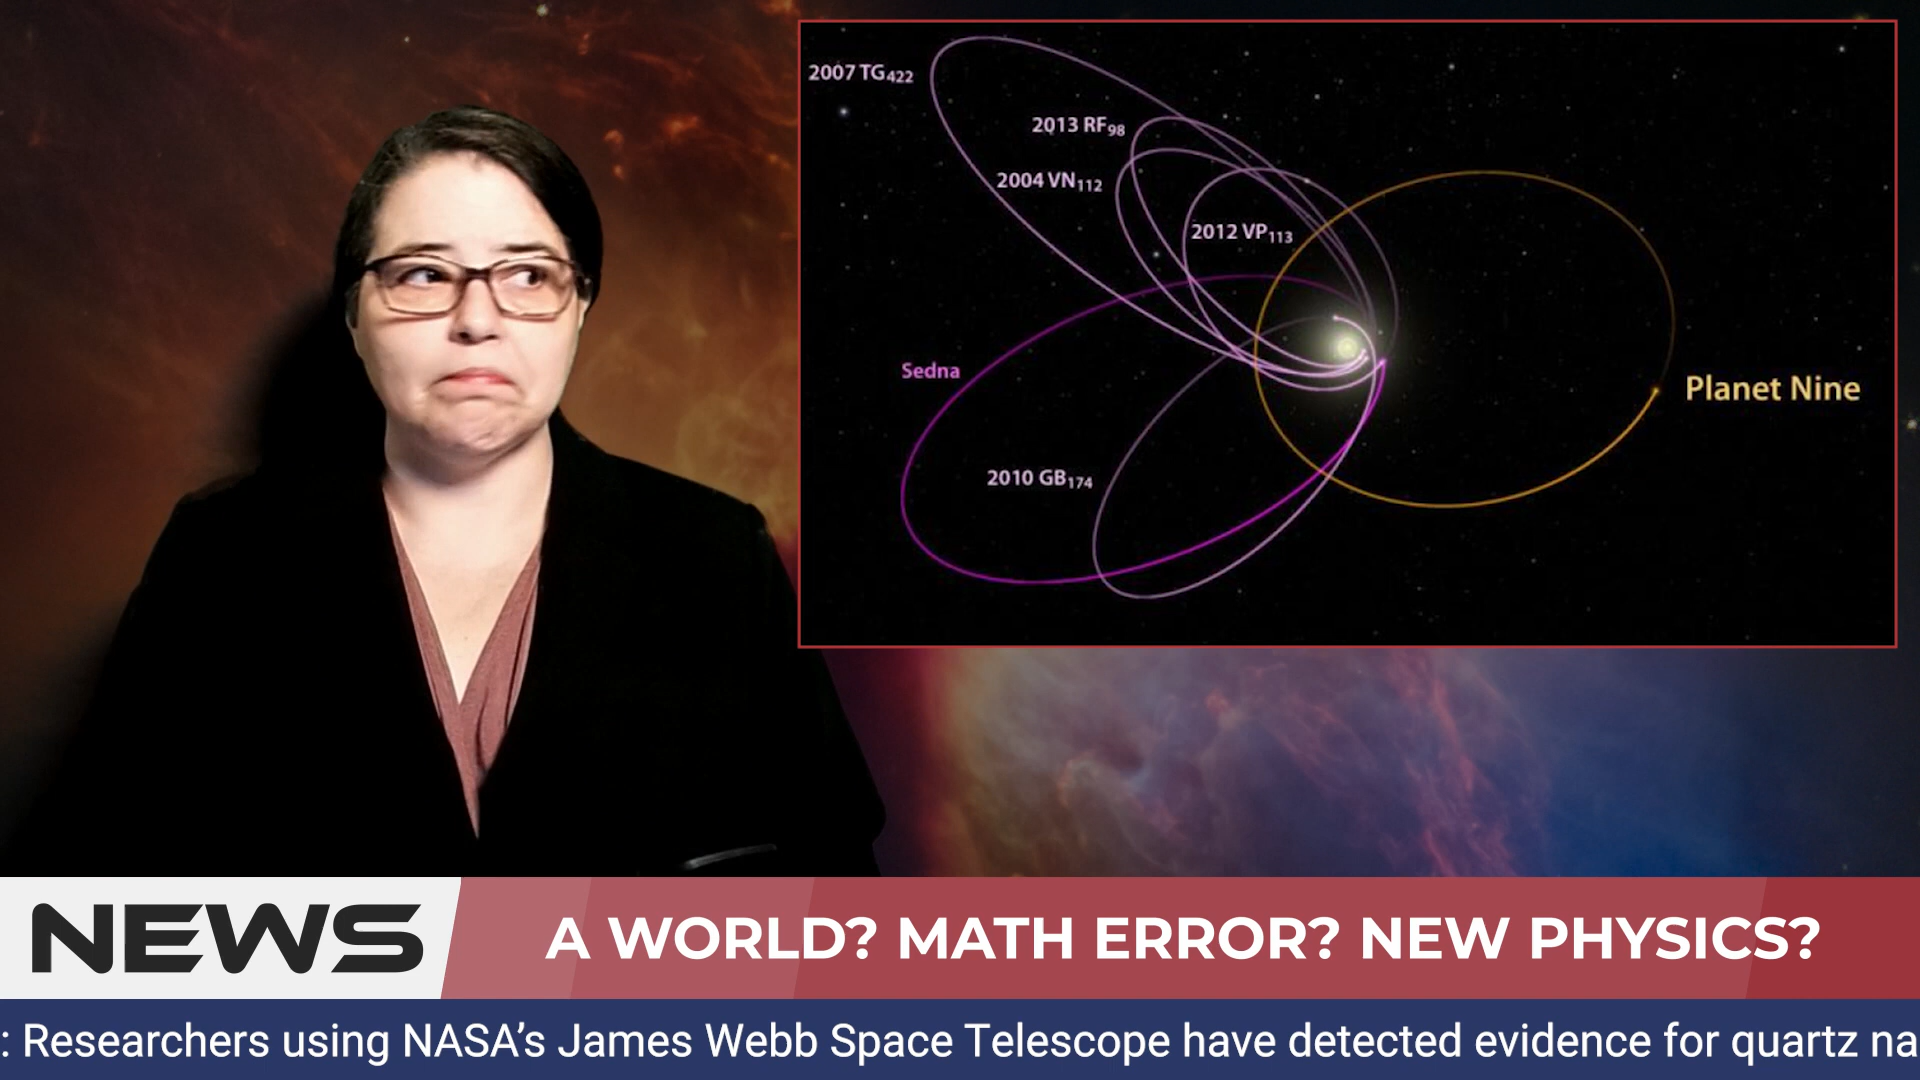 2007 TG422
2013 RF98
2004 VN112
2012 VP113
Sedna
Planet Nine
2010 GB174
NEWS
A WORLD? MATH ERROR? NEW PHYSICS?
: Researchers using NASA’s James Webb Space Telescope have detected evidence for quartz na